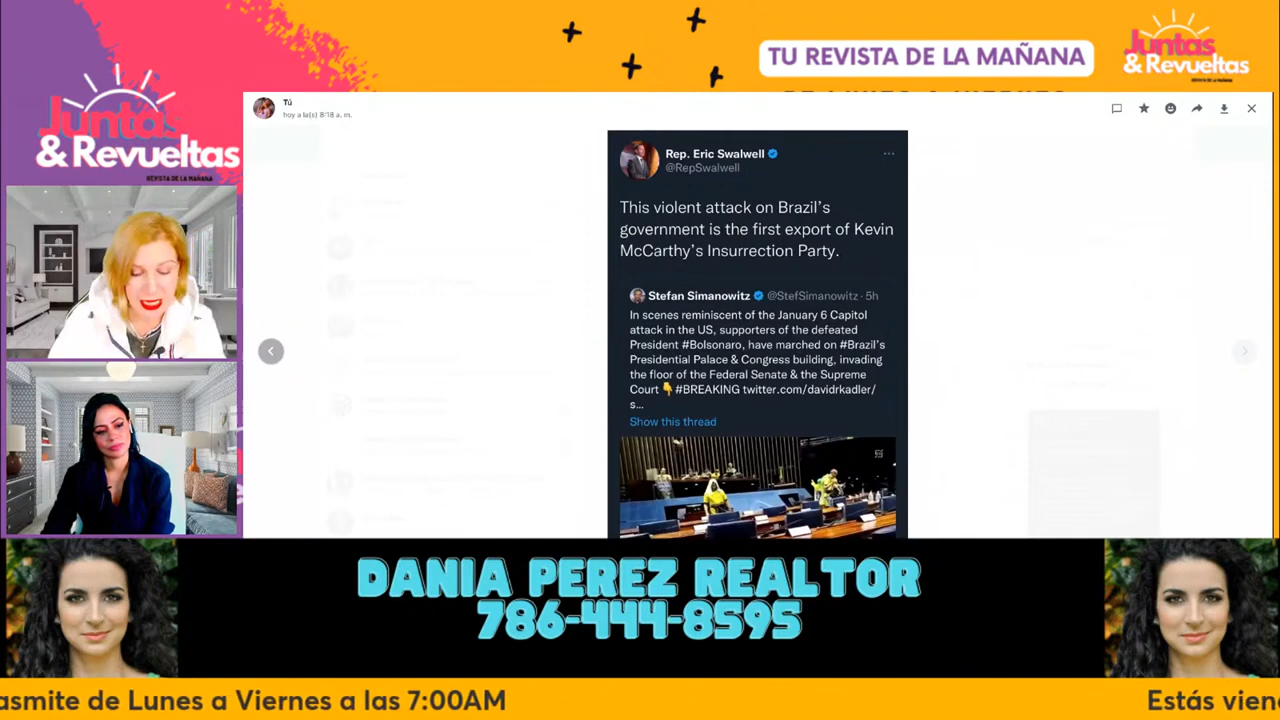 TU REVISTA DE LA MAÑANA
Juntas
& Revueltas
REVISTA DE LA MAÑANA
Juntas
& Revueltas
REVISTA DE LA MAÑANA
Tú
hoy a la(s) 8/18 a. m.
Rep. Eric Swalwell
@RepSwalwell
This violent attack on Brazil’s
government is the first export of Kevin
McCarthy’s Insurrection Party.
Stefan Simanowitz @StefSimanowitz · 5h
In scenes reminiscent of the January 6 Capitol
attack in the US, supporters of the defeated
President #Bolsonaro, have marched on #Brazil’s
Presidential Palace & Congress building, invading
the floor of the Federal Senate & the Supreme
Court 👇 #BREAKING twitter.com/davidrkadler/
s...
Show this thread
DANIA PEREZ REALTOR
786-444-8595
asmite de Lunes a Viernes a las 7:00AM
Estás vien